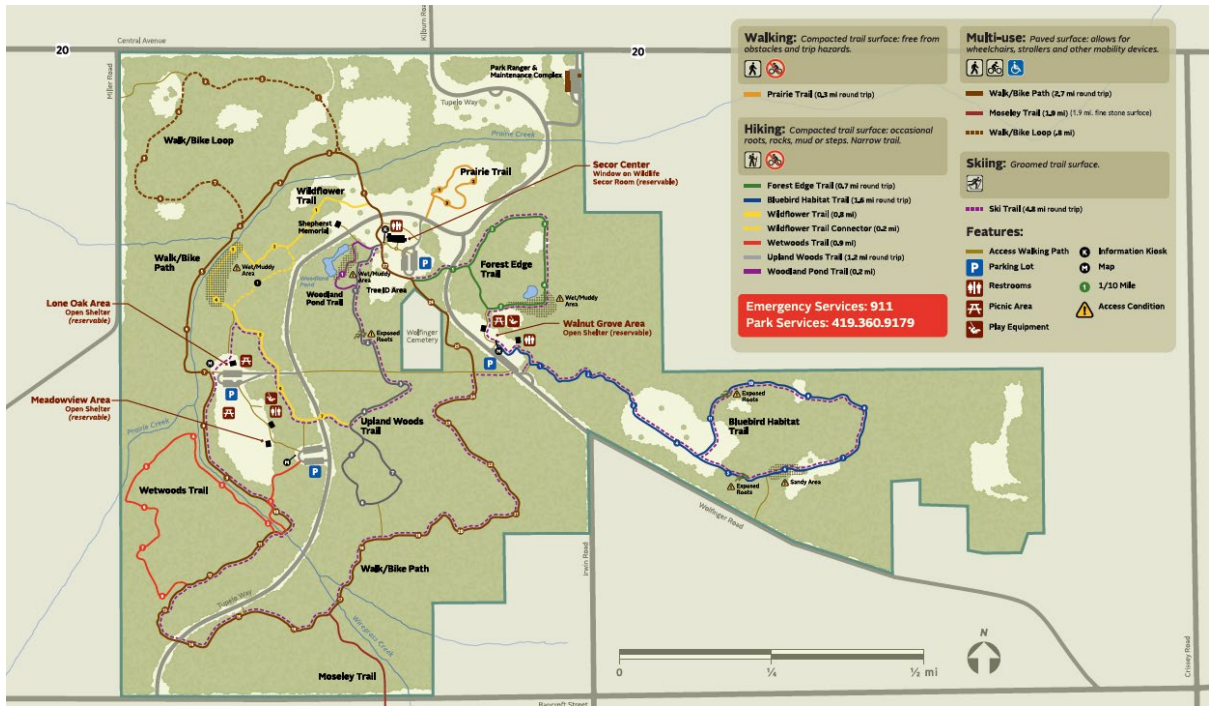 Central Avenue
20
20
Kilburn Road
Miller Road
Park Ranger &
Maintenance Complex
Tupelo Way
Prairie Creek
Walk/Bike Loop
Secor Center
Window on Wildlife
Secor Room (reservable)
Prairie Trail
Wildflower
Trail
Shepherst
Memorial
Walk/Bike
Path
Wet/Muddy
Area
Woodland
Pond
Wet/Muddy
Area
Woodland
Pond Trail
Tree ID Area
Forest Edge
Trail
Wet/Muddy
Area
Lone Oak Area
Open Shelter
(reservable)
Exposed
Roots
Wolfinger
Cemetery
Walnut Grove Area
Open Shelter (reservable)
Meadowview Area
Open Shelter
(reservable)
Prairie Creek
Upland Woods
Trail
Exposed
Roots
Bluebird Habitat
Trail
Exposed
Roots
Sandy Area
Wetwoods Trail
Wolfinger Road
Irwin Road
Walk/Bike Path
Tupelo Way
Wiregrass Creek
Moseley Trail
Bancroft Street
Crissey Road
Walking: Compacted trail surface: free from
obstacles and trip hazards.
Prairie Trail (0.3 mi round trip)
Hiking: Compacted trail surface: occasional
roots, rocks, mud or steps. Narrow trail.
Forest Edge Trail (0.7 mi round trip)
Bluebird Habitat Trail (1.6 mi round trip)
Wildflower Trail (0.8 mi)
Wildflower Trail Connector (0.2 mi)
Wetwoods Trail (0.9 mi)
Upland Woods Trail (1.2 mi round trip)
Woodland Pond Trail (0.2 mi)
Emergency Services: 911
Park Services: 419.360.9179
Multi-use: Paved surface: allows for
wheelchairs, strollers and other mobility devices.
Walk/Bike Path (2.7 mi round trip)
Moseley Trail (1.9 mi) (1.9 mi. fine stone surface)
Walk/Bike Loop (.8 mi)
Skiing: Groomed trail surface.
Ski Trail (4.8 mi round trip)
Features:
Access Walking Path
P Parking Lot
Restrooms
Picnic Area
Play Equipment
K Information Kiosk
M Map
1 1/10 Mile
Access Condition
N
0 ¼ ½ mi